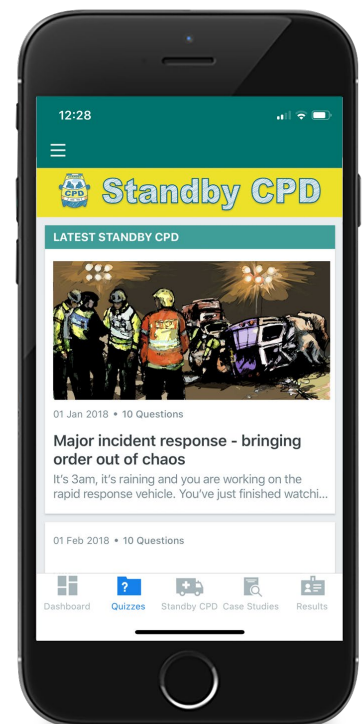 12:28
CPD
Standby CPD
LATEST STANDBY CPD
01 Jan 2018 • 10 Questions
Major incident response - bringing
order out of chaos
It's 3am, it's raining and you are working on the
rapid response vehicle. You've just finished watchi...
01 Feb 2018 • 10 Questions
?
Dashboard Quizzes Standby CPD Case Studies Results